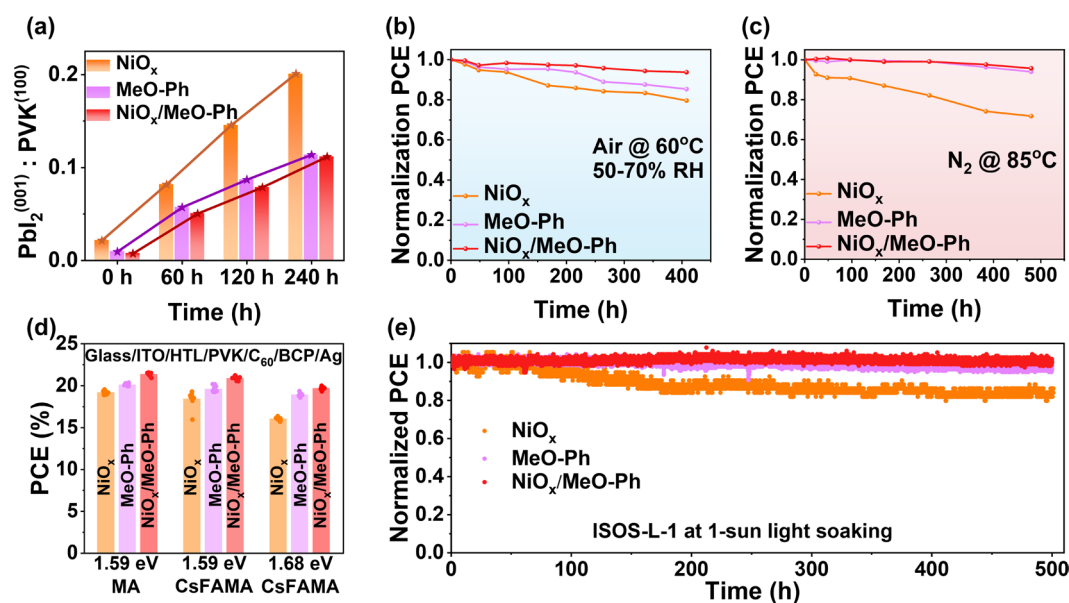 (a)
PbI₂⁽⁰⁰¹⁾ : PVK⁽¹⁰⁰⁾
0.2
0.1
0.0
NiOₓ
MeO-Ph
NiOₓ/MeO-Ph
0 h 60 h 120 h 240 h
Time (h)
(b)
Normalization PCE
1.0
0.8
0.6
0.4
0.2
0.0
Air @ 60°C
50-70% RH
NiOₓ
MeO-Ph
NiOₓ/MeO-Ph
0 100 200 300 400 500
Time (h)
(c)
Normalization PCE
1.0
0.8
0.6
0.4
0.2
0.0
N₂ @ 85°C
NiOₓ
MeO-Ph
NiOₓ/MeO-Ph
0 100 200 300 400 500
Time (h)
(d)
PCE (%)
25
20
15
10
5
0
Glass/ITO/HTL/PVK/C₆₀/BCP/Ag
NiOₓ
MeO-Ph
NiOₓ/MeO-Ph
NiOₓ
MeO-Ph
NiOₓ/MeO-Ph
NiOₓ
MeO-Ph
NiOₓ/MeO-Ph
1.59 eV 1.59 eV 1.68 eV
MA CsFAMA CsFAMA
(e)
Normalized PCE
1.0
0.8
0.6
0.4
0.2
0.0
NiOₓ
MeO-Ph
NiOₓ/MeO-Ph
ISOS-L-1 at 1-sun light soaking
0 100 200 300 400 500
Time (h)